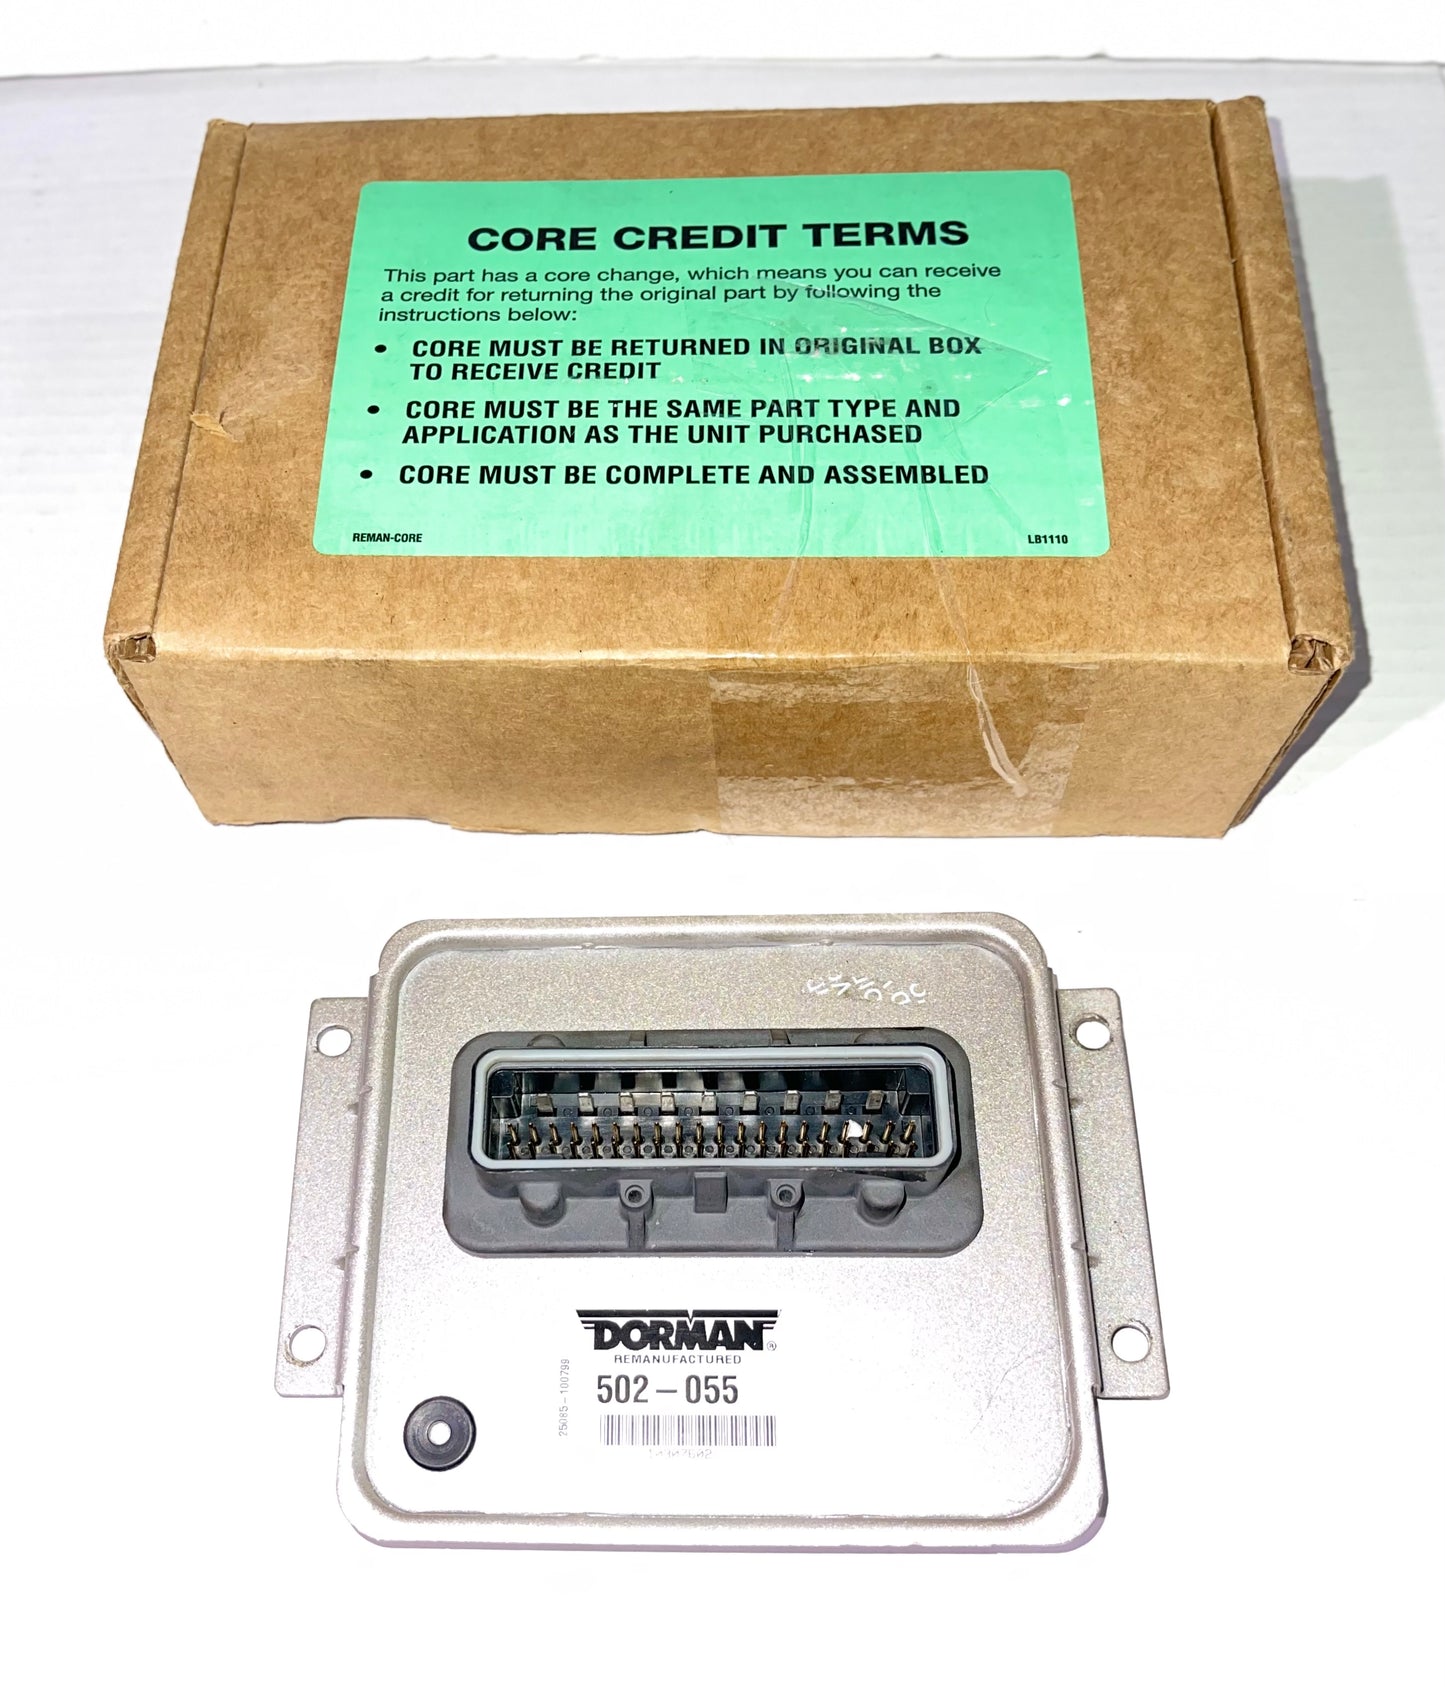 CORE CREDIT TERMS
This part has a core change, which means you can receive
a credit for returning the original part by following the
instructions below:
• CORE MUST BE RETURNED IN ORIGINAL BOX
TO RECEIVE CREDIT
• CORE MUST BE THE SAME PART TYPE AND
APPLICATION AS THE UNIT PURCHASED
• CORE MUST BE COMPLETE AND ASSEMBLED
REMAN-CORE
LB1110
DORMAN®
REMANUFACTURED
502-055
25085-100799